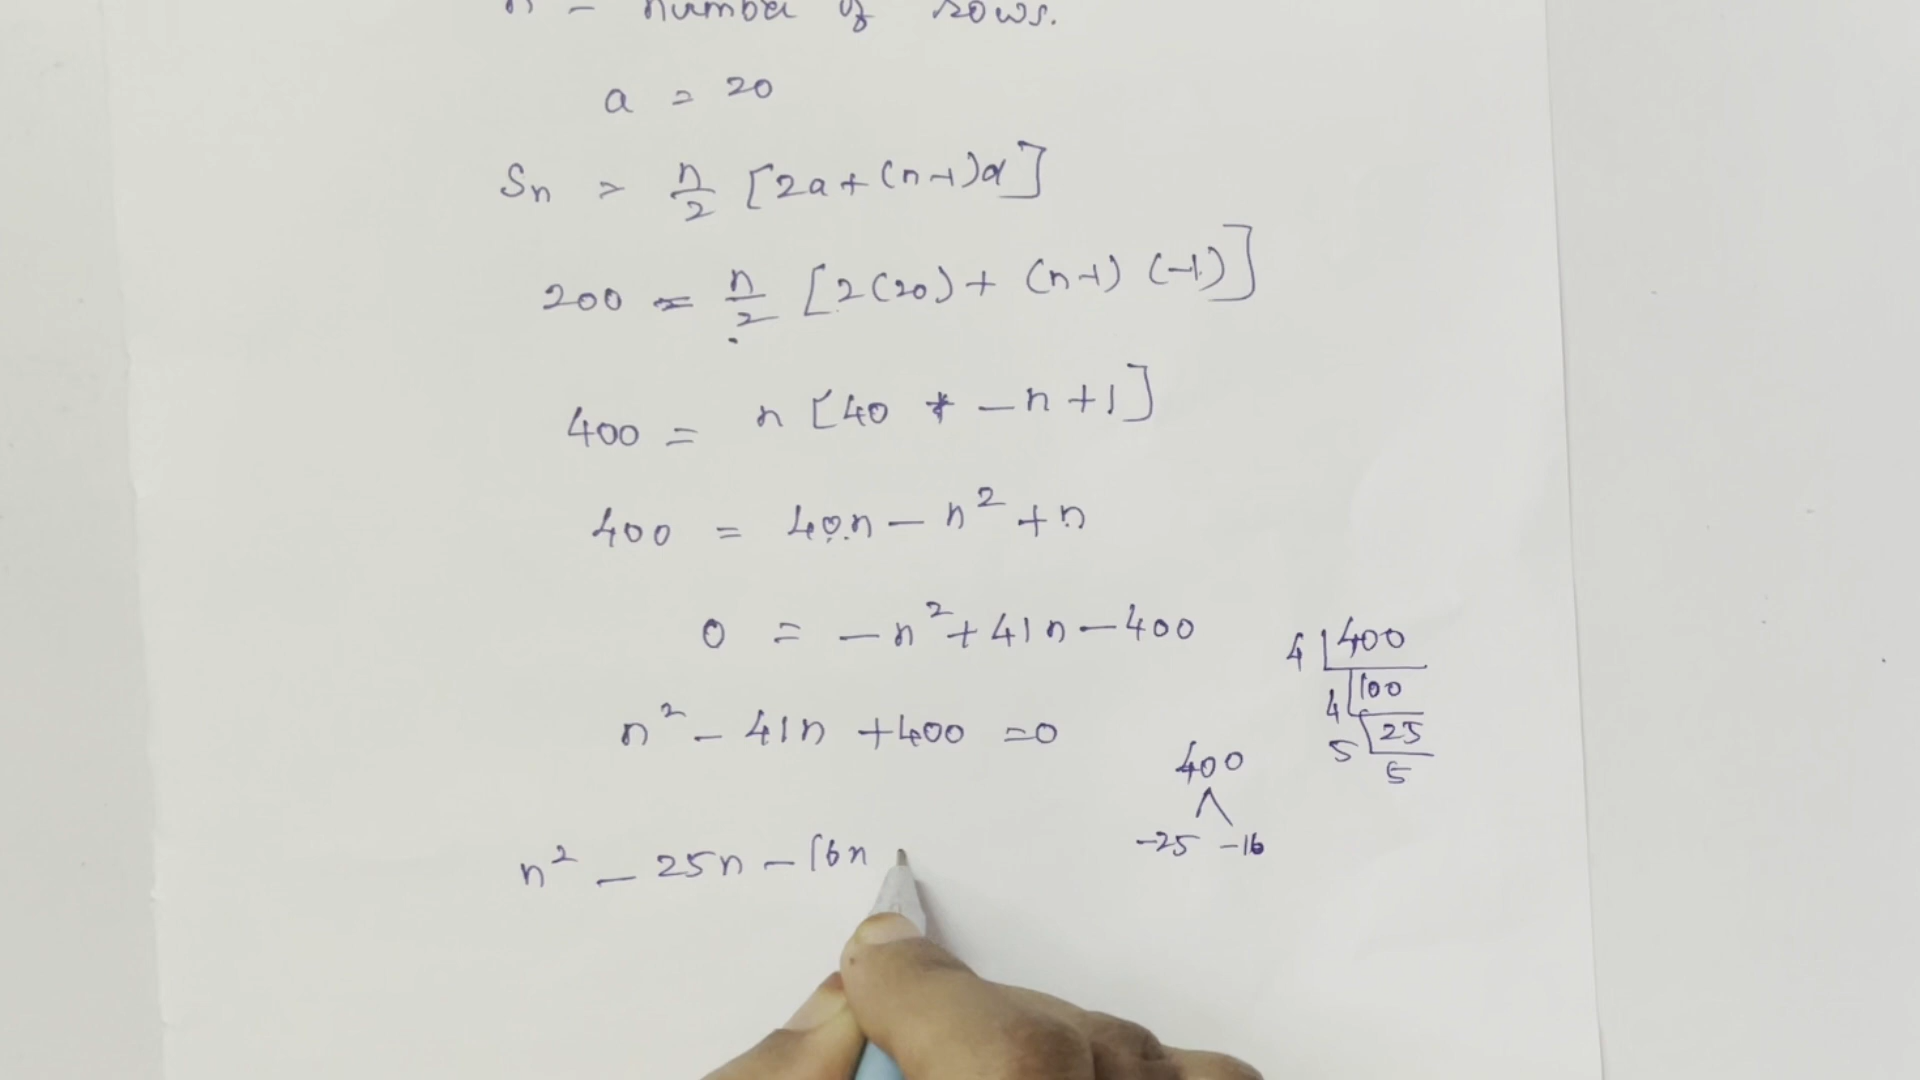 n - number of rows.
a = 20
Sn = n/2 [2a+(n-1)d]
200 = n/2 [2(20)+ (n-1) (-1)]
400 = n [40 + -n+1]
400 = 40n - n² + n
0 = -n² + 41n - 400
n² - 41n + 400 = 0
n² - 25n - 16n
4 | 400
4 | 100
5 | 25
5
400
-25 -16